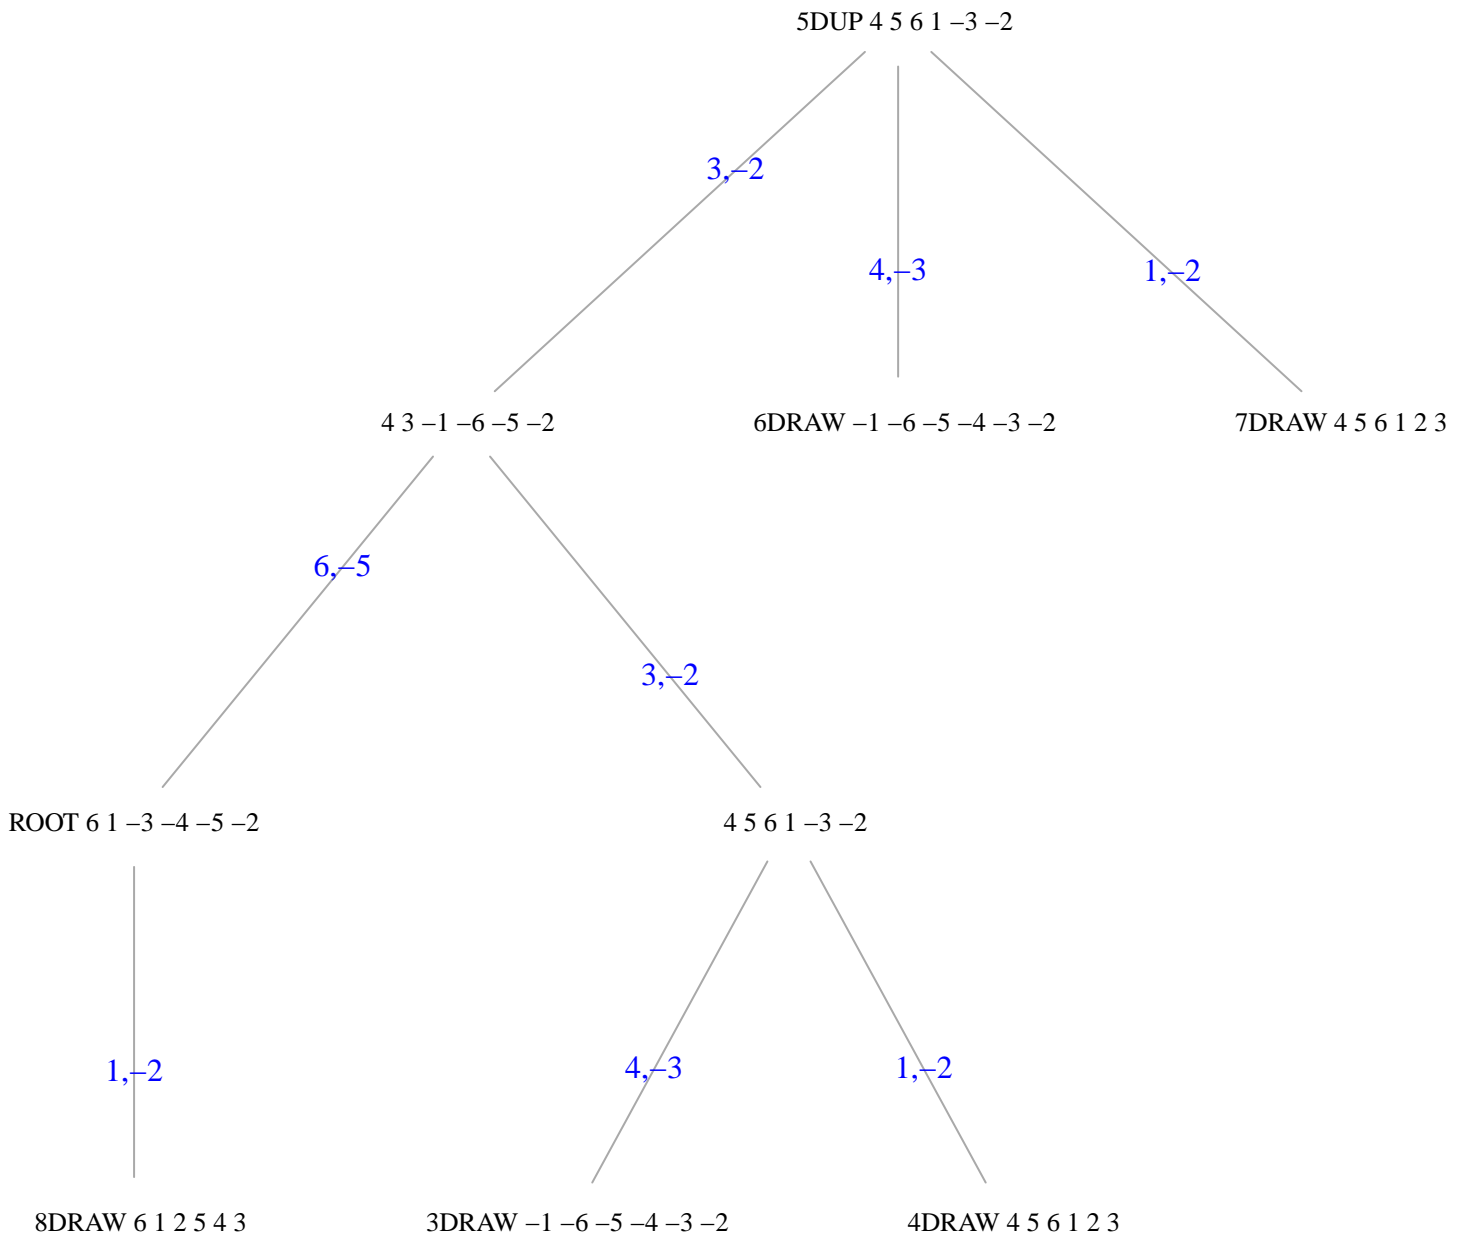 5DUP 4 5 6 1 –3 –2
3,–2
4,–3
1,–2
4 3 –1 –6 –5 –2
6DRAW –1 –6 –5 –4 –3 –2
7DRAW 4 5 6 1 2 3
6,–5
3,–2
ROOT 6 1 –3 –4 –5 –2
4 5 6 1 –3 –2
1,–2
4,–3
1,–2
8DRAW 6 1 2 5 4 3
3DRAW –1 –6 –5 –4 –3 –2
4DRAW 4 5 6 1 2 3